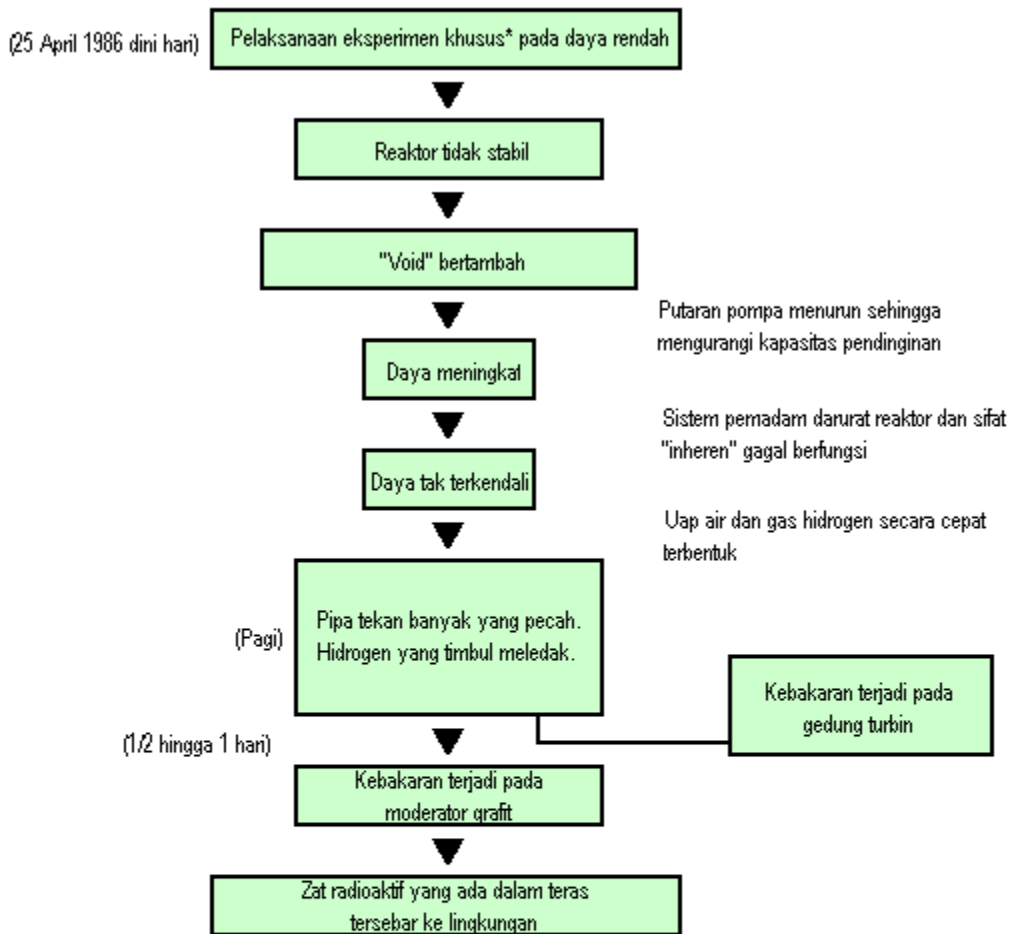 (25 April 1986 dini hari)
Pelaksanaan eksperimen khusus* pada daya rendah
Reaktor tidak stabil
"Void" bertambah
Putaran pompa menurun sehingga
mengurangi kapasitas pendinginan
Daya meningkat
Sistem pemadam darurat reaktor dan sifat
"inheren" gagal berfungsi
Daya tak terkendali
Uap air dan gas hidrogen secara cepat
terbentuk
(Pagi)
Pipa tekan banyak yang pecah.
Hidrogen yang timbul meledak.
Kebakaran terjadi pada
gedung turbin
(1/2 hingga 1 hari)
Kebakaran terjadi pada
moderator grafit
Zat radioaktif yang ada dalam teras
tersebar ke lingkungan